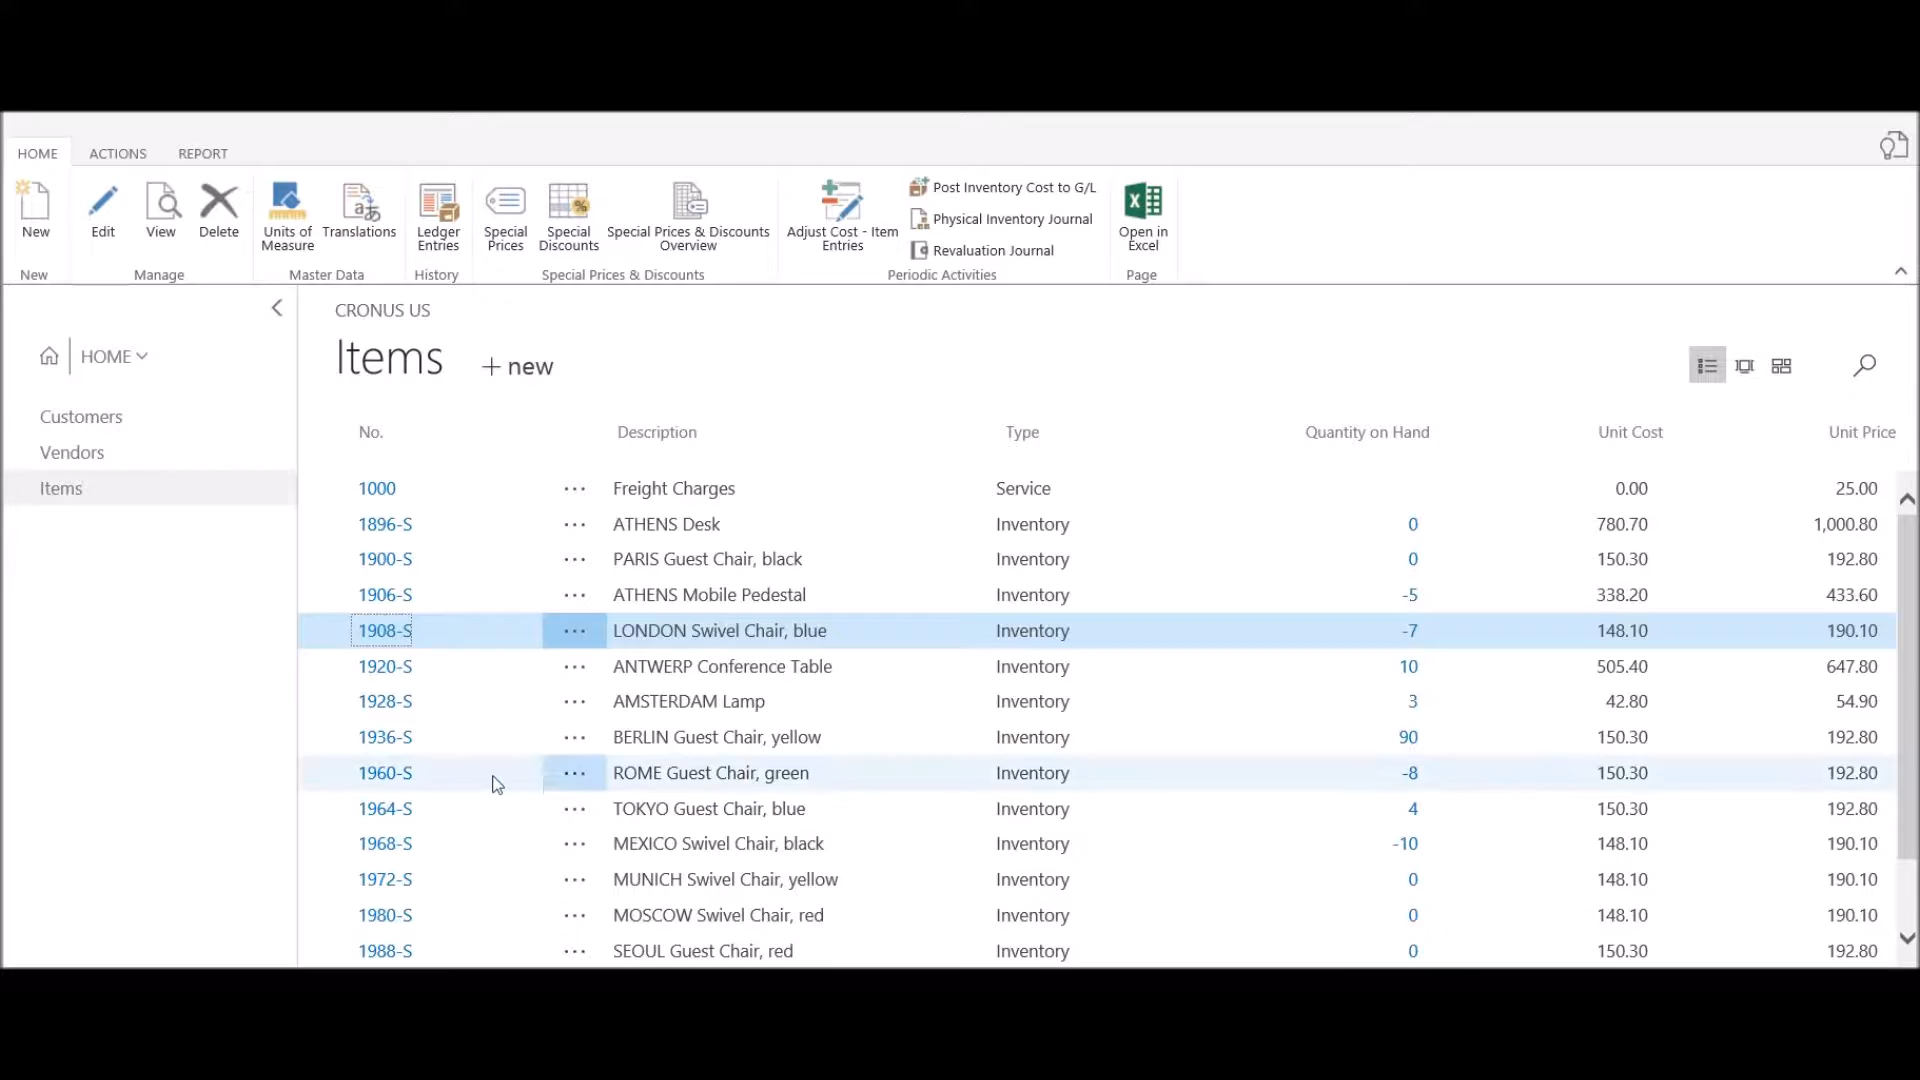 HOME ACTIONS REPORT
New Edit View Delete Units of Measure Translations Ledger Entries Special Prices Special Discounts Special Prices & Discounts Overview Adjust Cost - Item Entries Post Inventory Cost to G/L
Physical Inventory Journal
Revaluation Journal
Open in Excel
New Manage Master Data History Special Prices & Discounts Periodic Activities Page
CRONUS US
HOME
Items + new
Customers
Vendors
Items
No. Description Type Quantity on Hand Unit Cost Unit Price
1000 ... Freight Charges Service 0.00 25.00
1896-S ... ATHENS Desk Inventory 0 780.70 1,000.80
1900-S ... PARIS Guest Chair, black Inventory 0 150.30 192.80
1906-S ... ATHENS Mobile Pedestal Inventory -5 338.20 433.60
1908-S ... LONDON Swivel Chair, blue Inventory -7 148.10 190.10
1920-S ... ANTWERP Conference Table Inventory 10 505.40 647.80
1928-S ... AMSTERDAM Lamp Inventory 3 42.80 54.90
1936-S ... BERLIN Guest Chair, yellow Inventory 90 150.30 192.80
1960-S ... ROME Guest Chair, green Inventory -8 150.30 192.80
1964-S ... TOKYO Guest Chair, blue Inventory 4 150.30 192.80
1968-S ... MEXICO Swivel Chair, black Inventory -10 148.10 190.10
1972-S ... MUNICH Swivel Chair, yellow Inventory 0 148.10 190.10
1980-S ... MOSCOW Swivel Chair, red Inventory 0 148.10 190.10
1988-S ... SEOUL Guest Chair, red Inventory 0 150.30 192.80